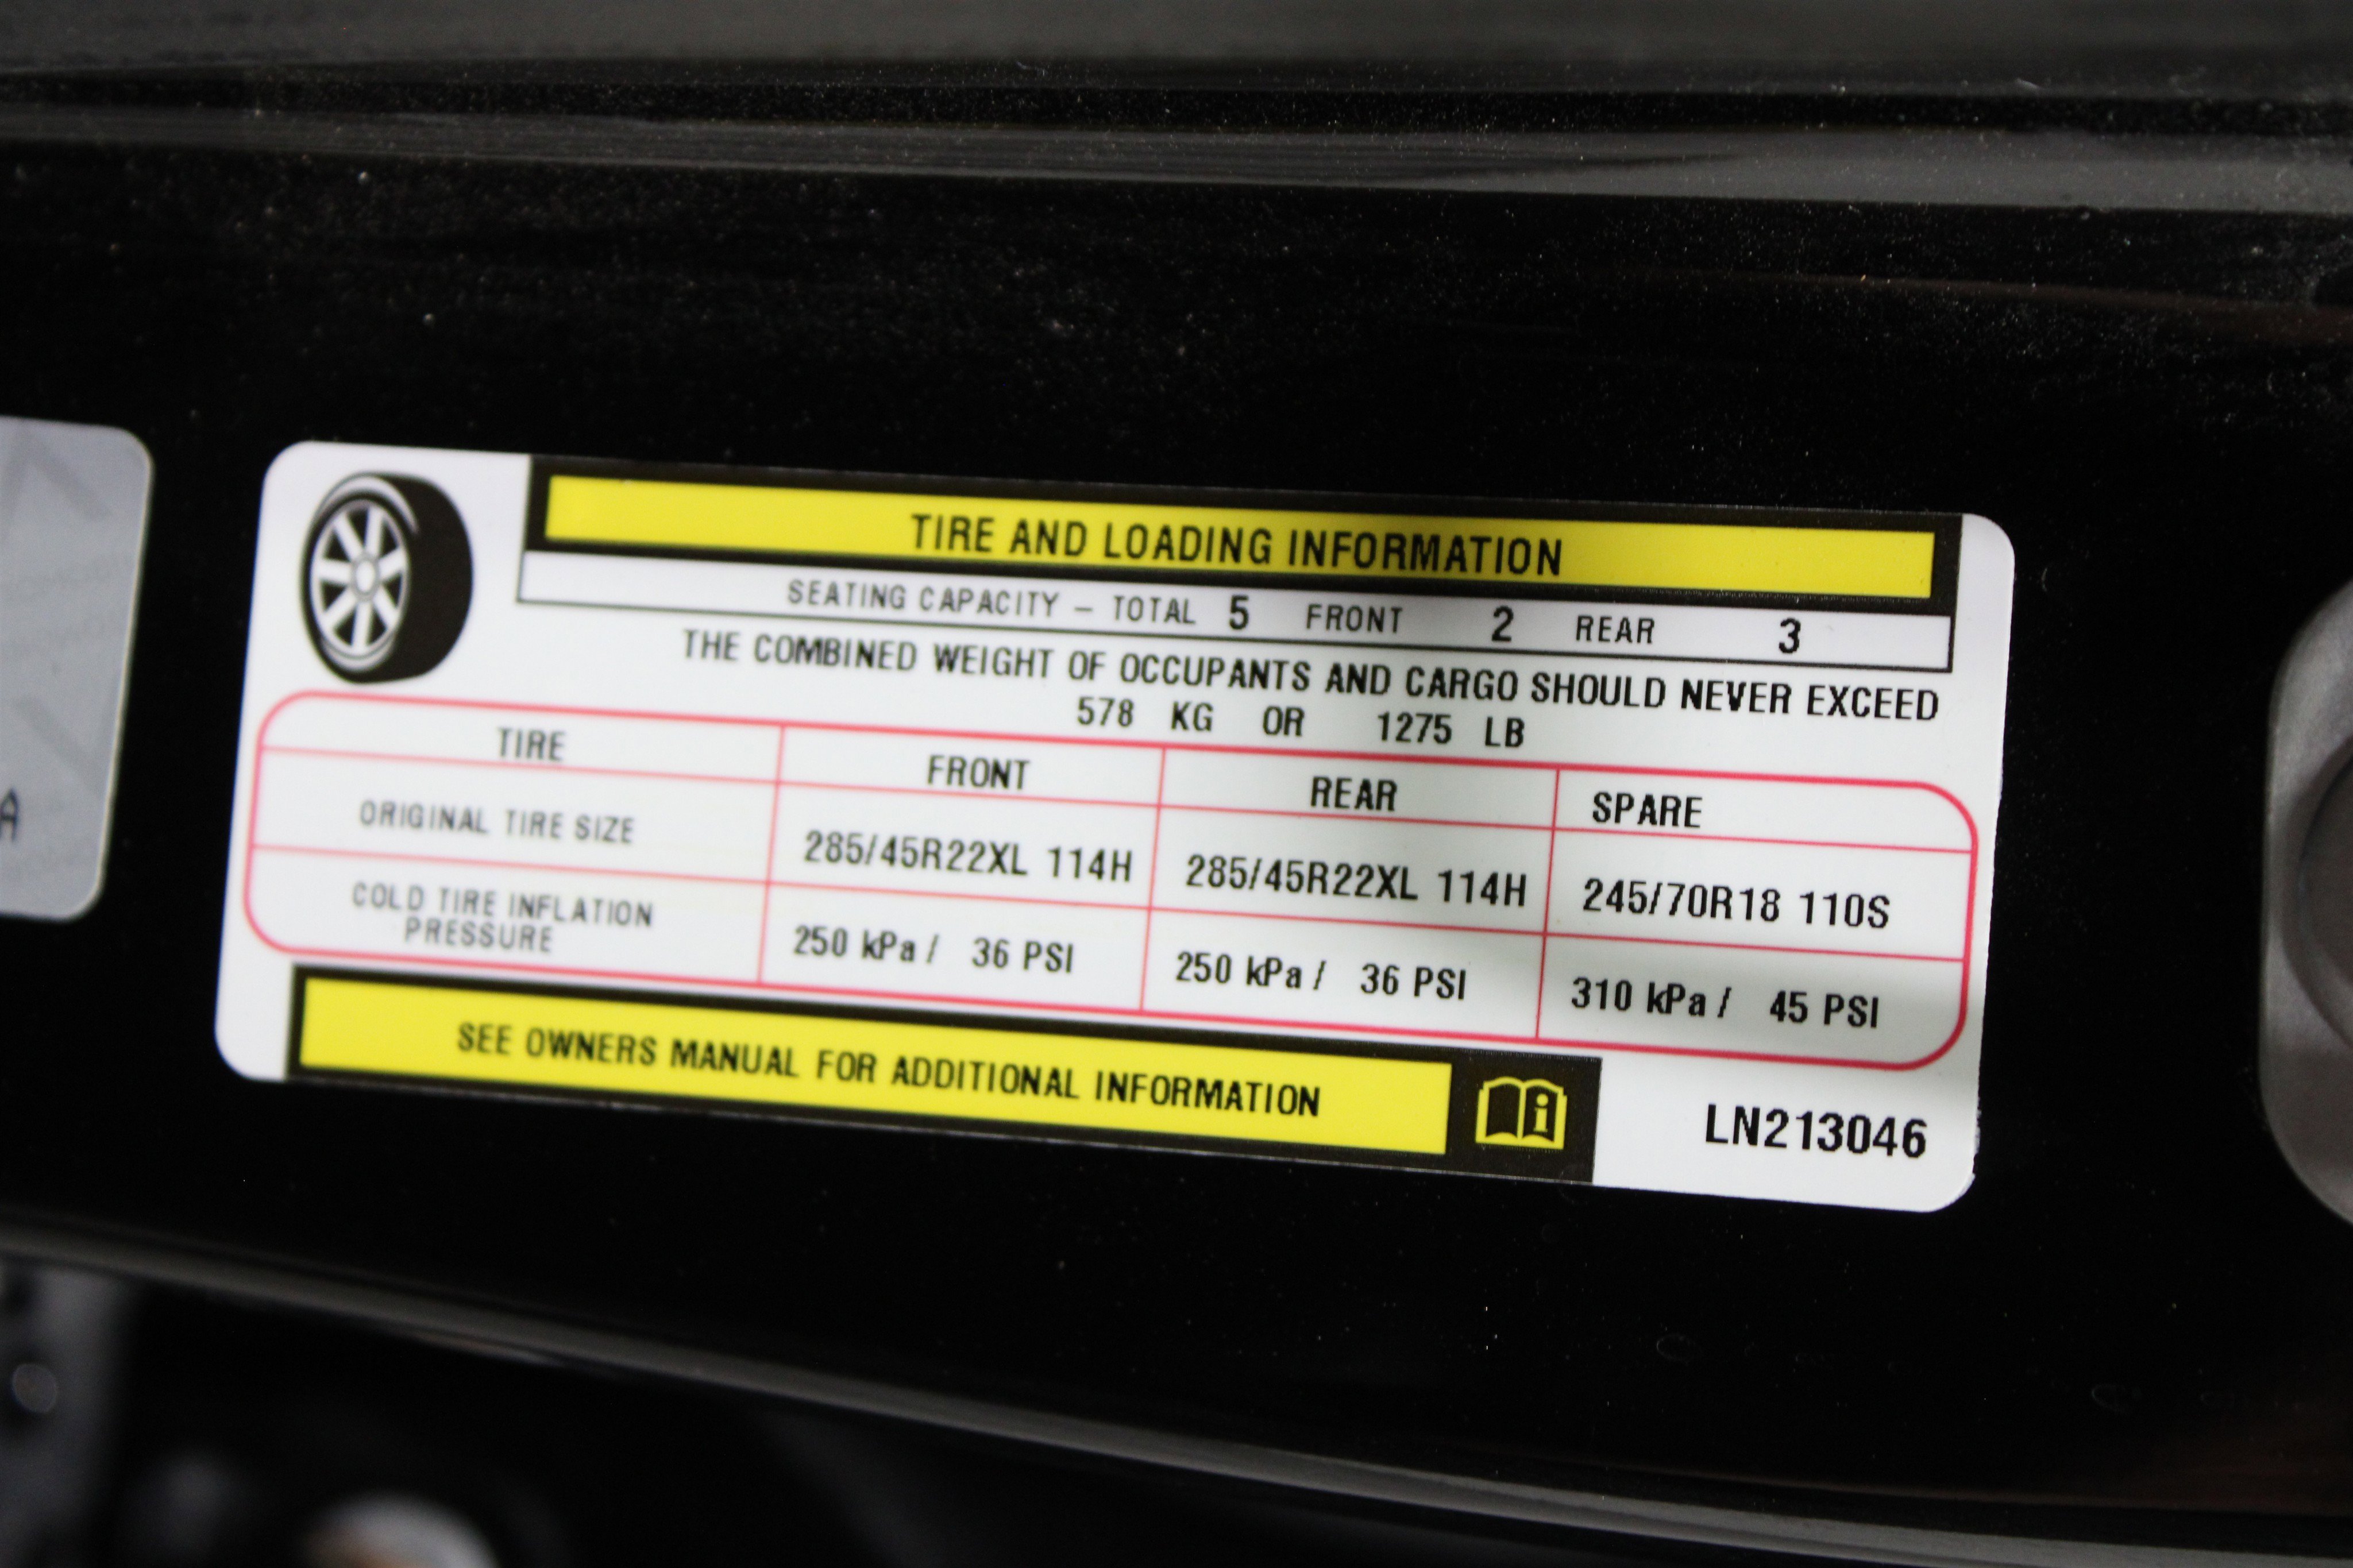 TIRE AND LOADING INFORMATION
SEATING CAPACITY – TOTAL 5 FRONT 2 REAR 3
THE COMBINED WEIGHT OF OCCUPANTS AND CARGO SHOULD NEVER EXCEED
578 KG OR 1275 LB
TIRE FRONT REAR SPARE
ORIGINAL TIRE SIZE 285/45R22XL 114H 285/45R22XL 114H 245/70R18 110S
COLD TIRE INFLATION
PRESSURE 250 kPa / 36 PSI 250 kPa / 36 PSI 310 kPa / 45 PSI
SEE OWNERS MANUAL FOR ADDITIONAL INFORMATION
LN213046
A